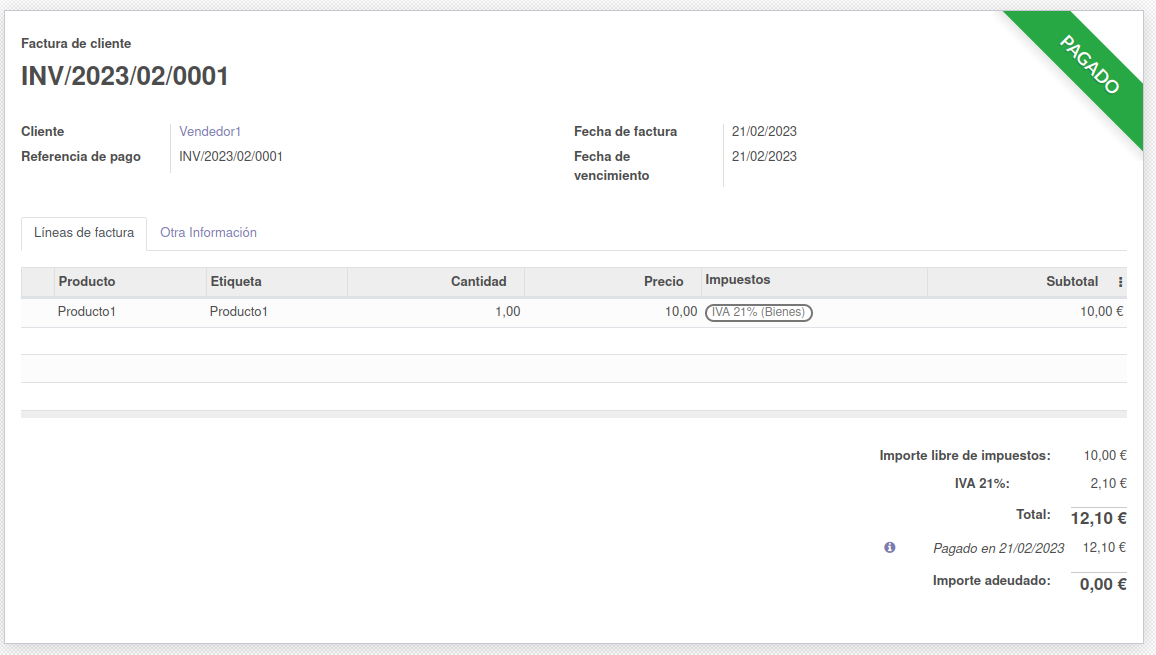 PAGADO
Factura de cliente
INV/2023/02/0001
Cliente Vendedor1
Referencia de pago INV/2023/02/0001
Fecha de factura 21/02/2023
Fecha de vencimiento 21/02/2023
Líneas de factura Otra Información
Producto Etiqueta Cantidad Precio Impuestos Subtotal
Producto1 Producto1 1,00 10,00 IVA 21% (Bienes) 10,00 €
Importe libre de impuestos: 10,00 €
IVA 21%: 2,10 €
Total: 12,10 €
Pagado en 21/02/2023 12,10 €
Importe adeudado: 0,00 €